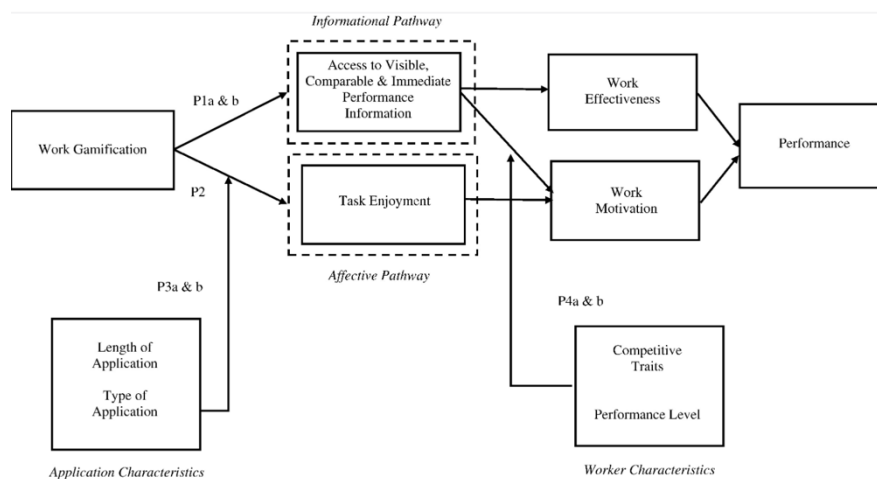 Informational Pathway
Access to Visible,
Comparable & Immediate
Performance
Information
P1a & b
Work
Effectiveness
Work Gamification
Performance
P2
Task Enjoyment
Work
Motivation
Affective Pathway
P3a & b
P4a & b
Length of
Application
Type of
Application
Competitive
Traits
Performance Level
Application Characteristics
Worker Characteristics